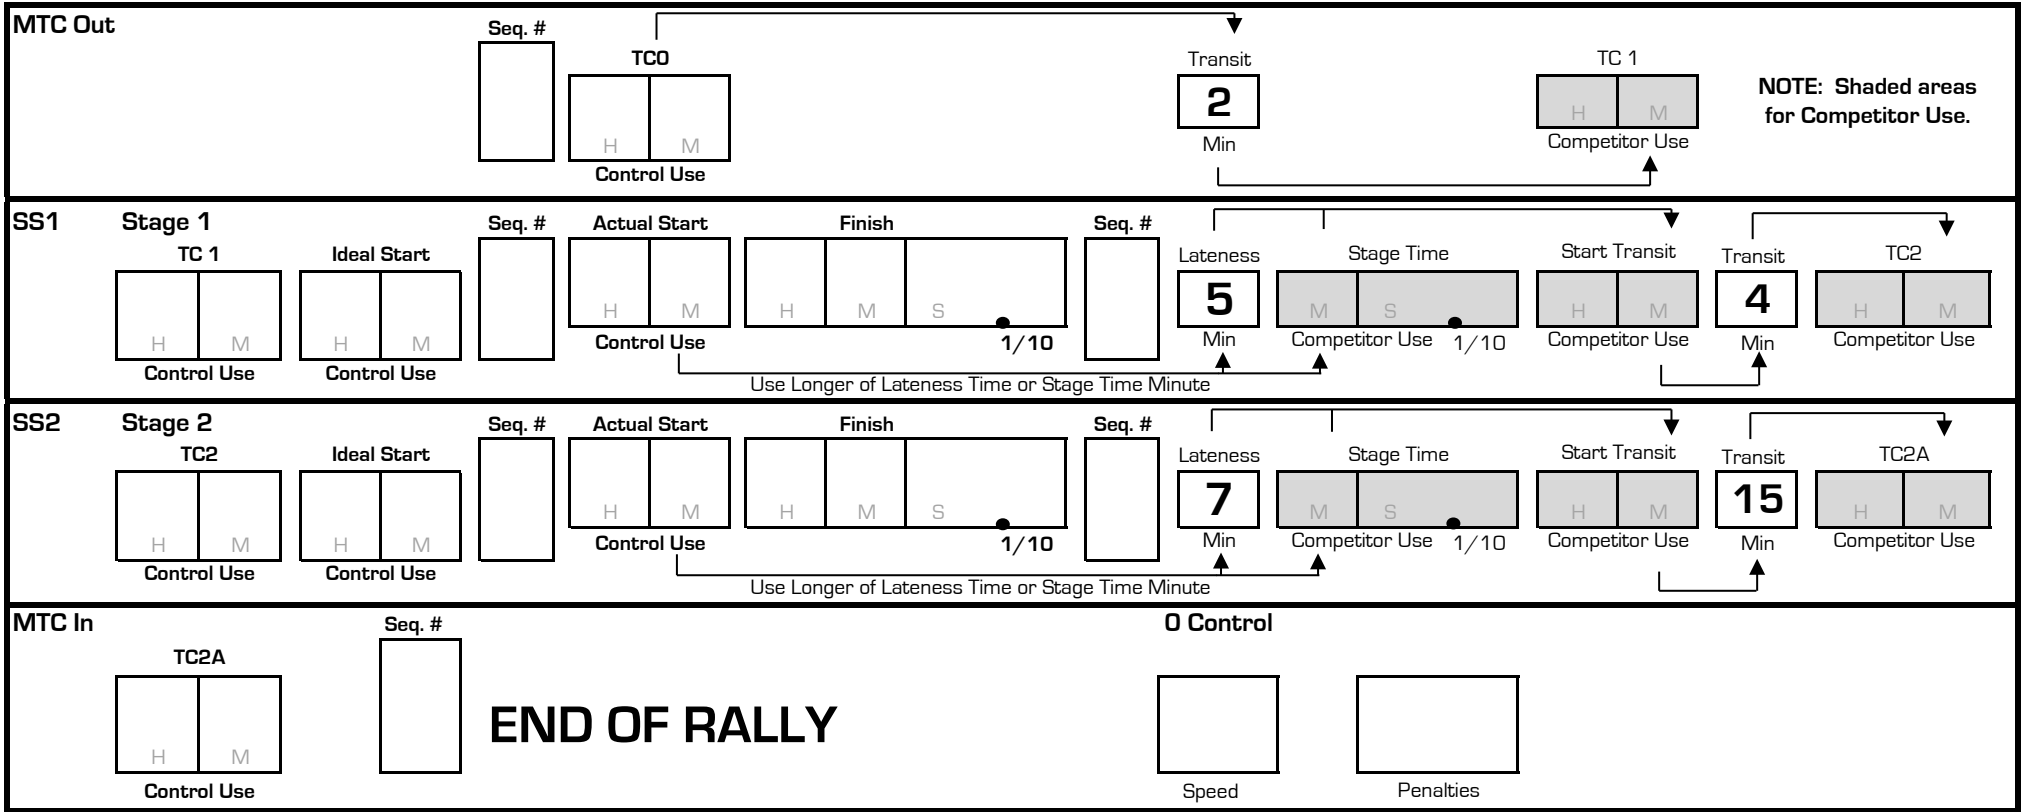 MTC Out
Seq. #
TC0
H M
Control Use
Transit
2
Min
TC 1
H M
Competitor Use
NOTE: Shaded areas
for Competitor Use.
SS1 Stage 1
TC 1
H M
Control Use
Ideal Start
H M
Control Use
Seq. #
Actual Start
H M
Control Use
Finish
H M S
1/10
Seq. #
Lateness
5
Min
Stage Time
M S
Competitor Use 1/10
Start Transit
H M
Competitor Use
Transit
4
Min
TC2
H M
Competitor Use
Use Longer of Lateness Time or Stage Time Minute
SS2 Stage 2
TC2
H M
Control Use
Ideal Start
H M
Control Use
Seq. #
Actual Start
H M
Control Use
Finish
H M S
1/10
Seq. #
Lateness
7
Min
Stage Time
M S
Competitor Use 1/10
Start Transit
H M
Competitor Use
Transit
15
Min
TC2A
H M
Competitor Use
Use Longer of Lateness Time or Stage Time Minute
MTC In
TC2A
H M
Control Use
Seq. #
END OF RALLY
O Control
Speed
Penalties